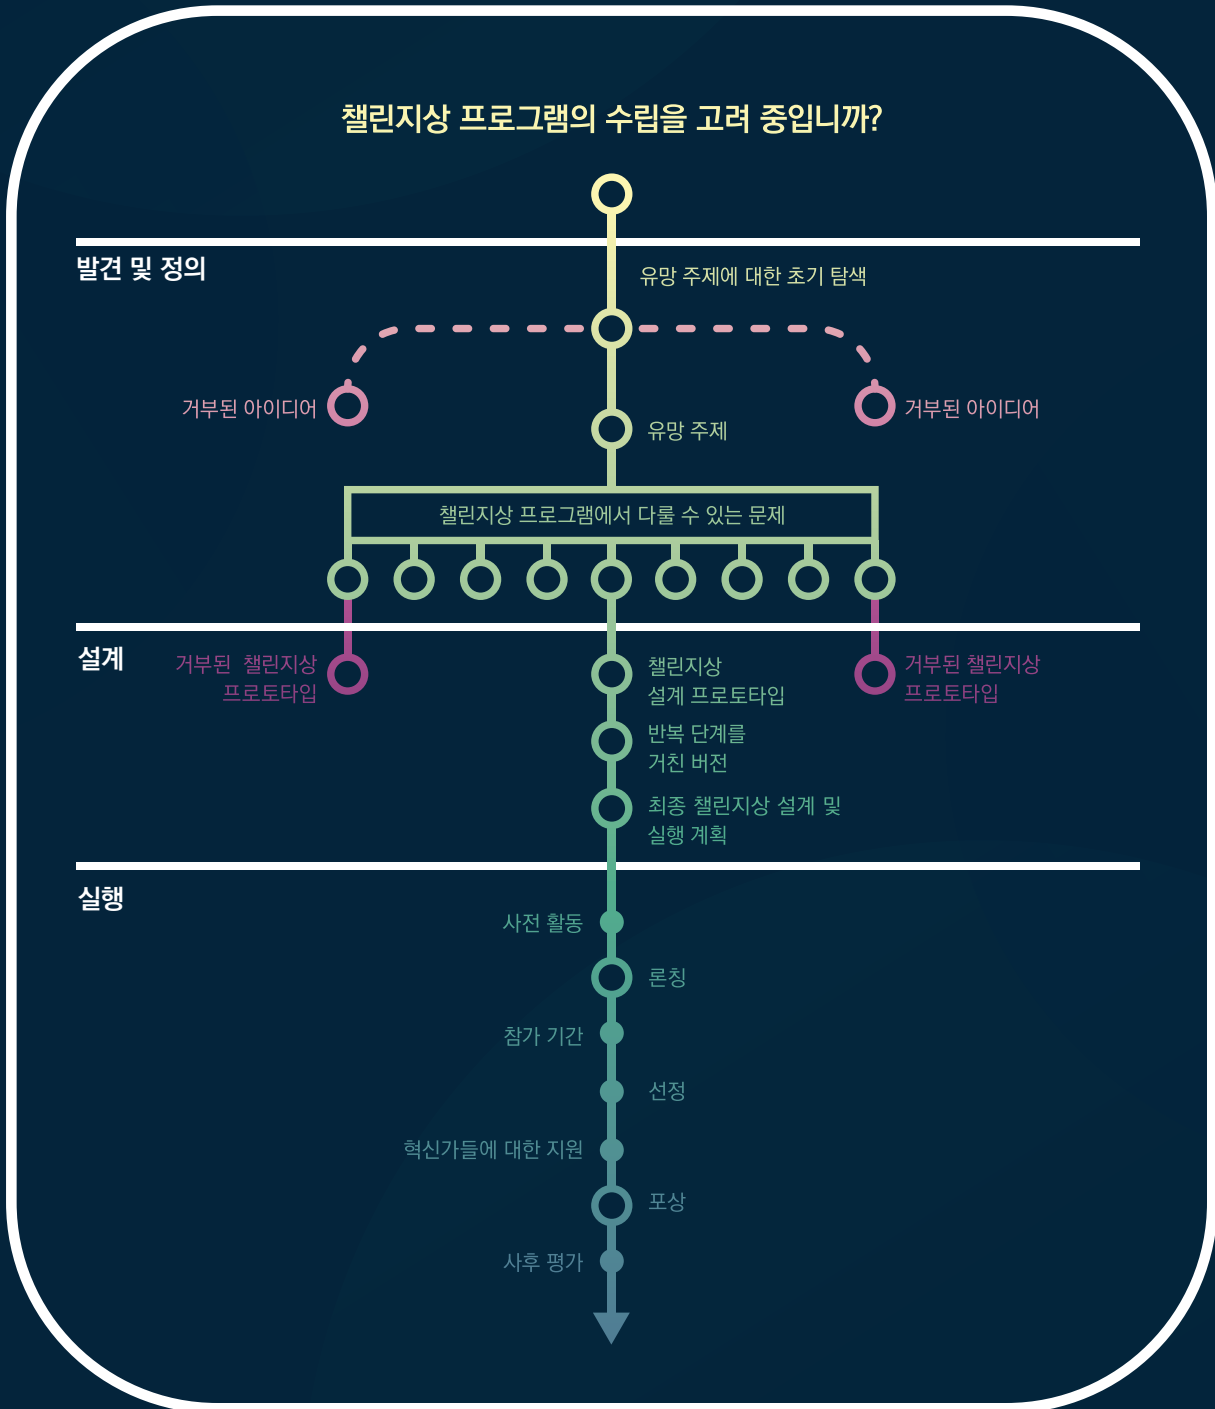 챌린지상 프로그램의 수립을 고려 중입니까?
발견 및 정의
유망 주제에 대한 초기 탐색
거부된 아이디어
거부된 아이디어
유망 주제
챌린지상 프로그램에서 다룰 수 있는 문제
설계
거부된 챌린지상
프로토타입
챌린지상
설계 프로토타입
거부된 챌린지상
프로토타입
반복 단계를
거친 버전
최종 챌린지상 설계 및
실행 계획
실행
사전 활동
론칭
참가 기간
선정
혁신가들에 대한 지원
포상
사후 평가